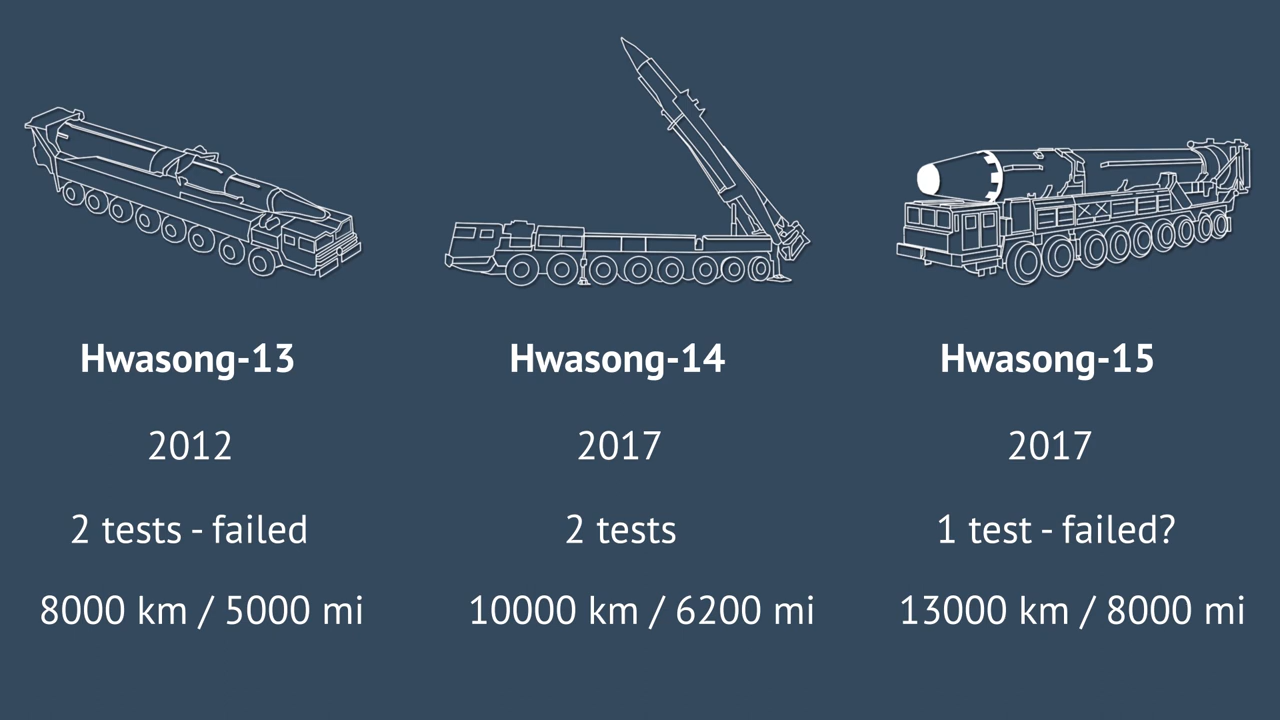 Hwasong-13
2012
2 tests - failed
8000 km / 5000 mi
Hwasong-14
2017
2 tests
10000 km / 6200 mi
Hwasong-15
2017
1 test - failed?
13000 km / 8000 mi